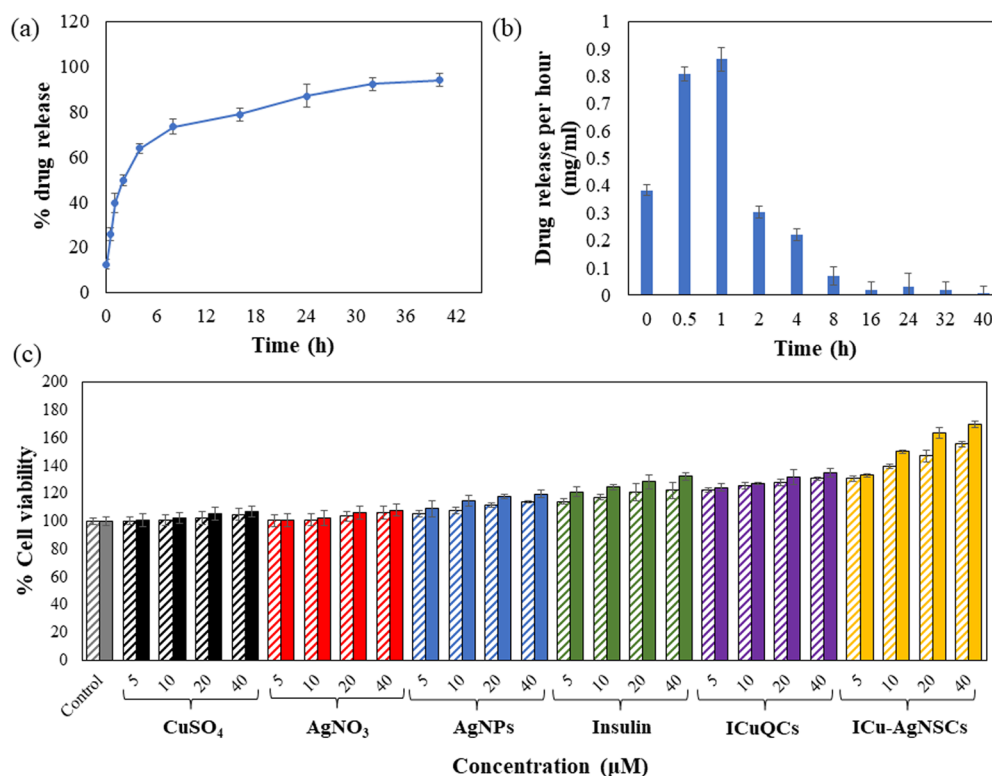 (a)
120
100
80
60
40
20
0
% drug release
0 6 12 18 24 30 36 42
Time (h)
(b)
1
0.9
0.8
0.7
0.6
0.5
0.4
0.3
0.2
0.1
0
Drug release per hour
(mg/ml)
0 0.5 1 2 4 8 16 24 32 40
Time (h)
(c)
200
180
160
140
120
100
80
60
40
20
0
% Cell viability
Control 5 10 20 40 5 10 20 40 5 10 20 40 5 10 20 40 5 10 20 40 5 10 20 40
CuSO₄ AgNO₃ AgNPs Insulin ICuQCs ICu-AgNSCs
Concentration (µM)